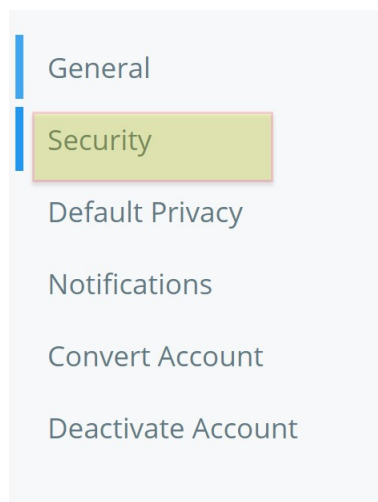 General
Security
Default Privacy
Notifications
Convert Account
Deactivate Account